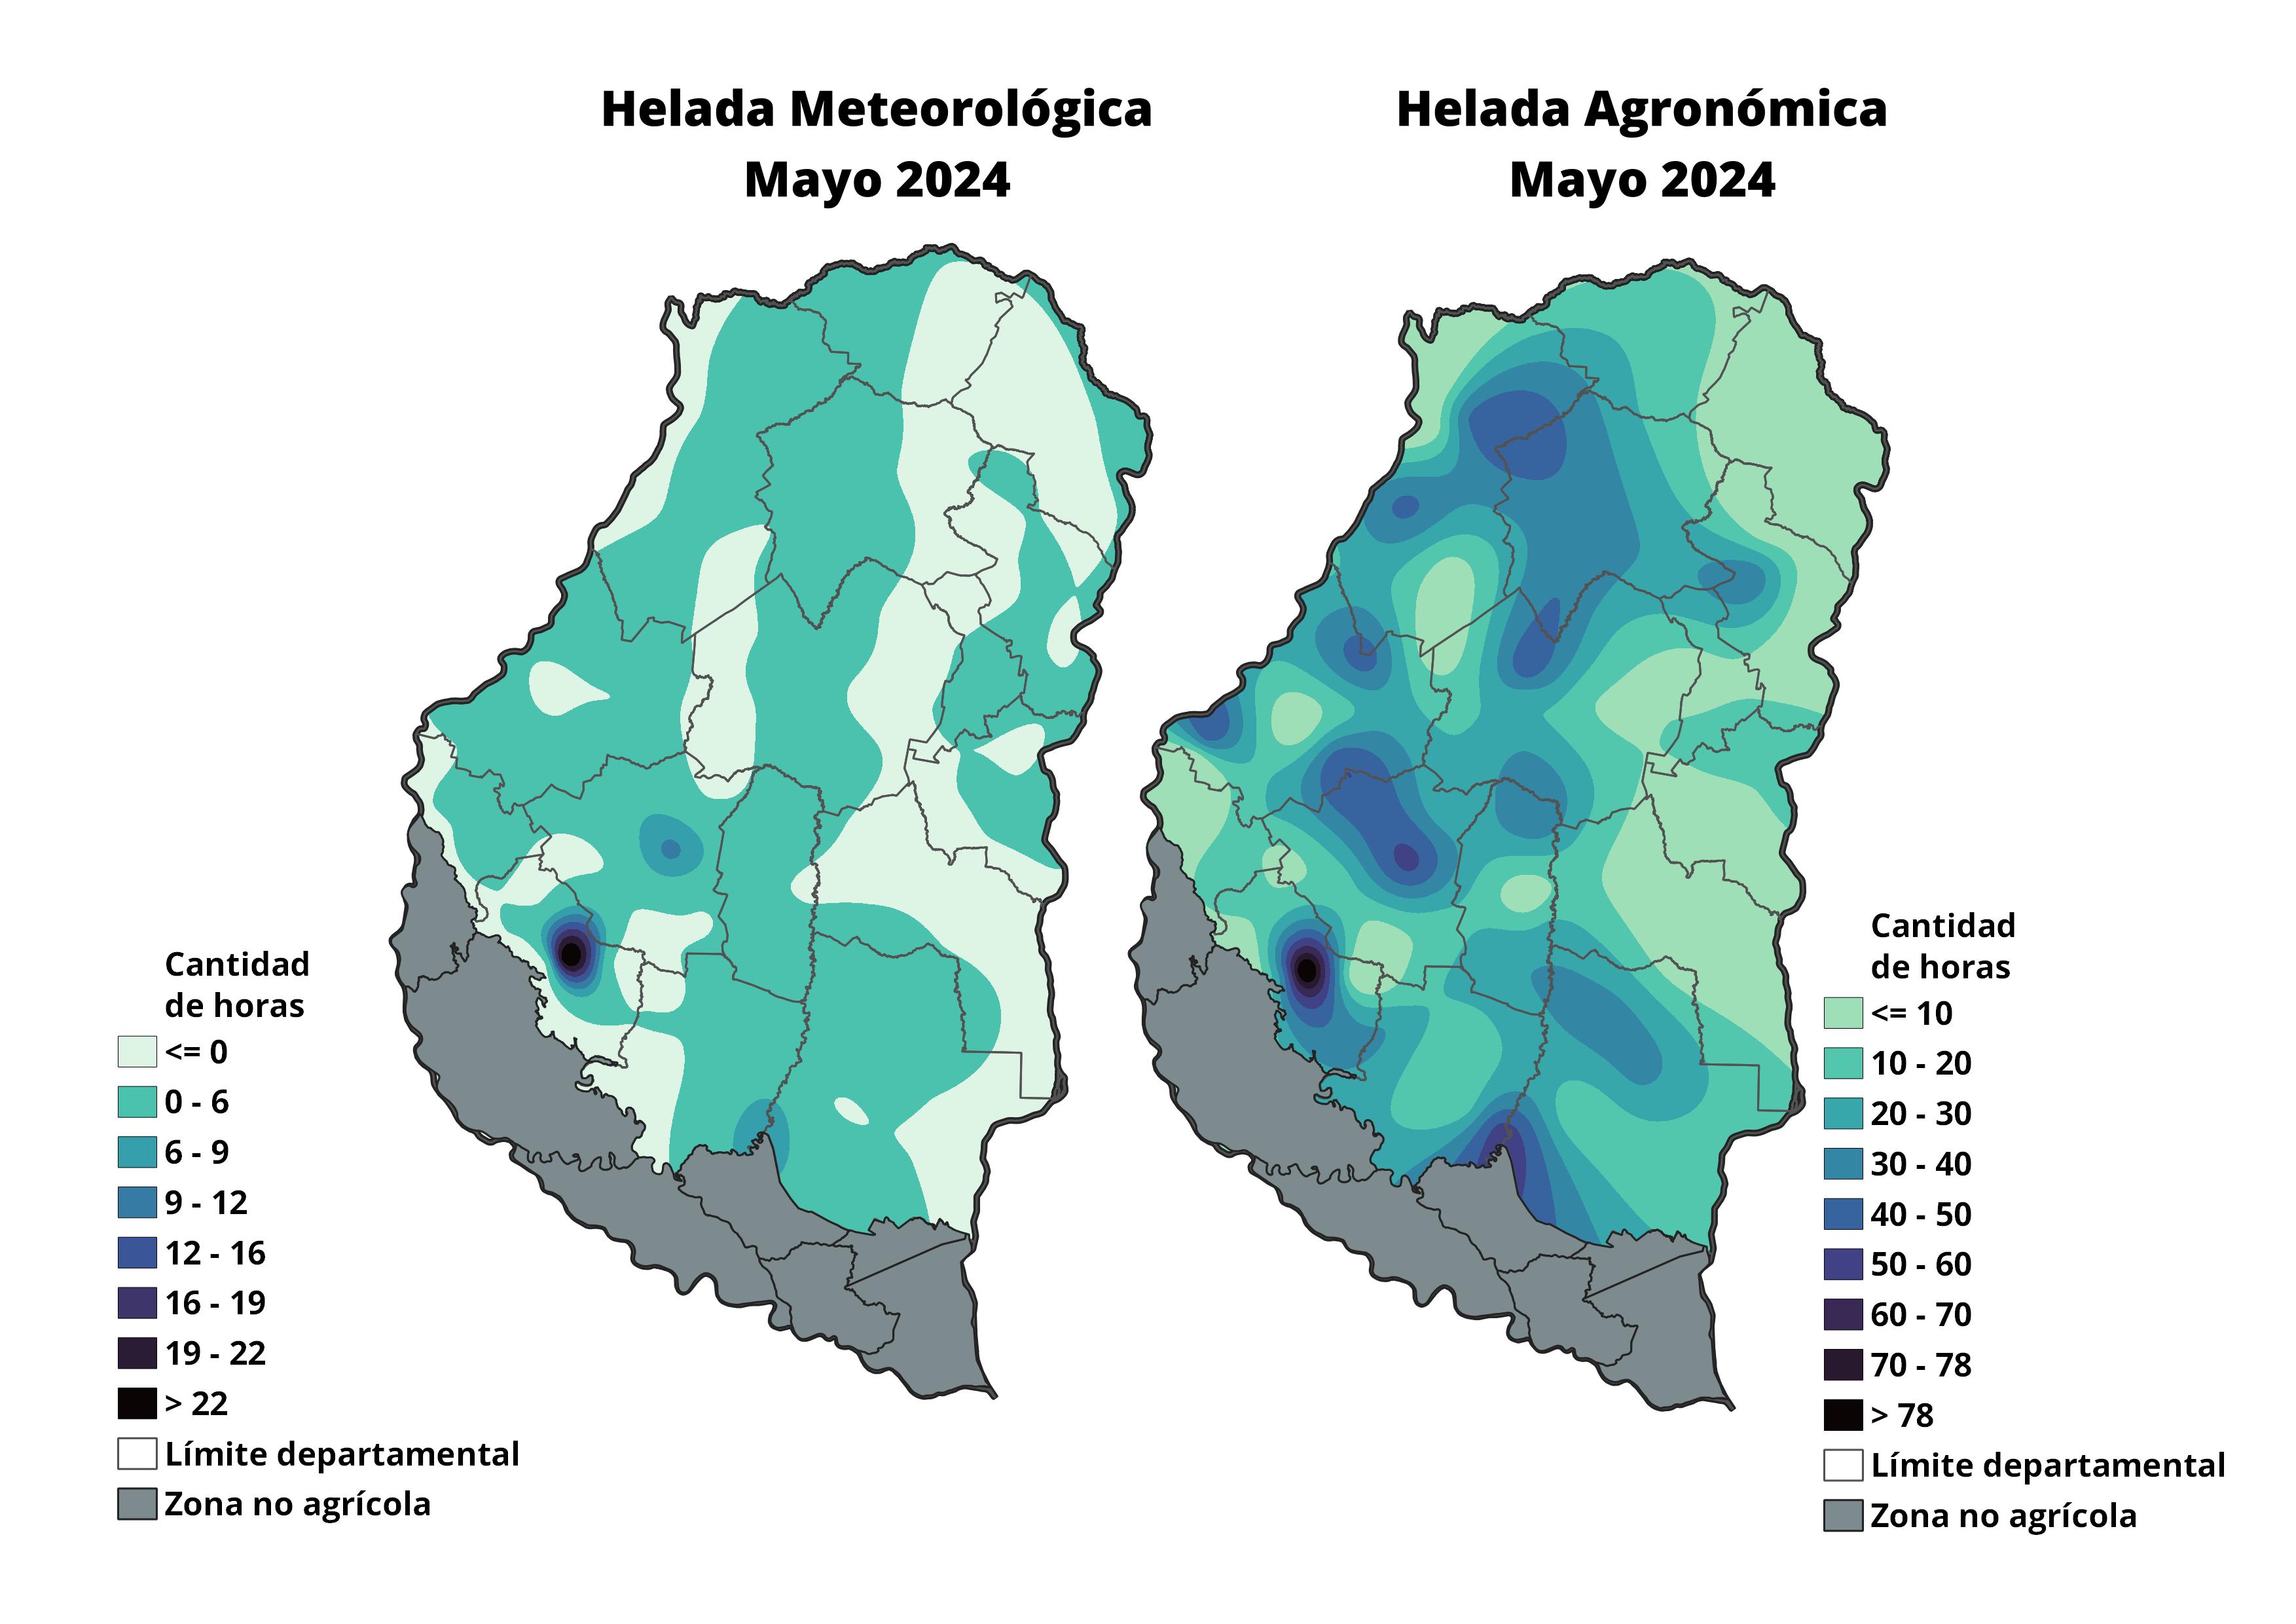 Helada Meteorológica
Mayo 2024
Helada Agronómica
Mayo 2024
Cantidad
de horas
<= 0
0 - 6
6 - 9
9 - 12
12 - 16
16 - 19
19 - 22
> 22
Límite departamental
Zona no agrícola
Cantidad
de horas
<= 10
10 - 20
20 - 30
30 - 40
40 - 50
50 - 60
60 - 70
70 - 78
> 78
Límite departamental
Zona no agrícola